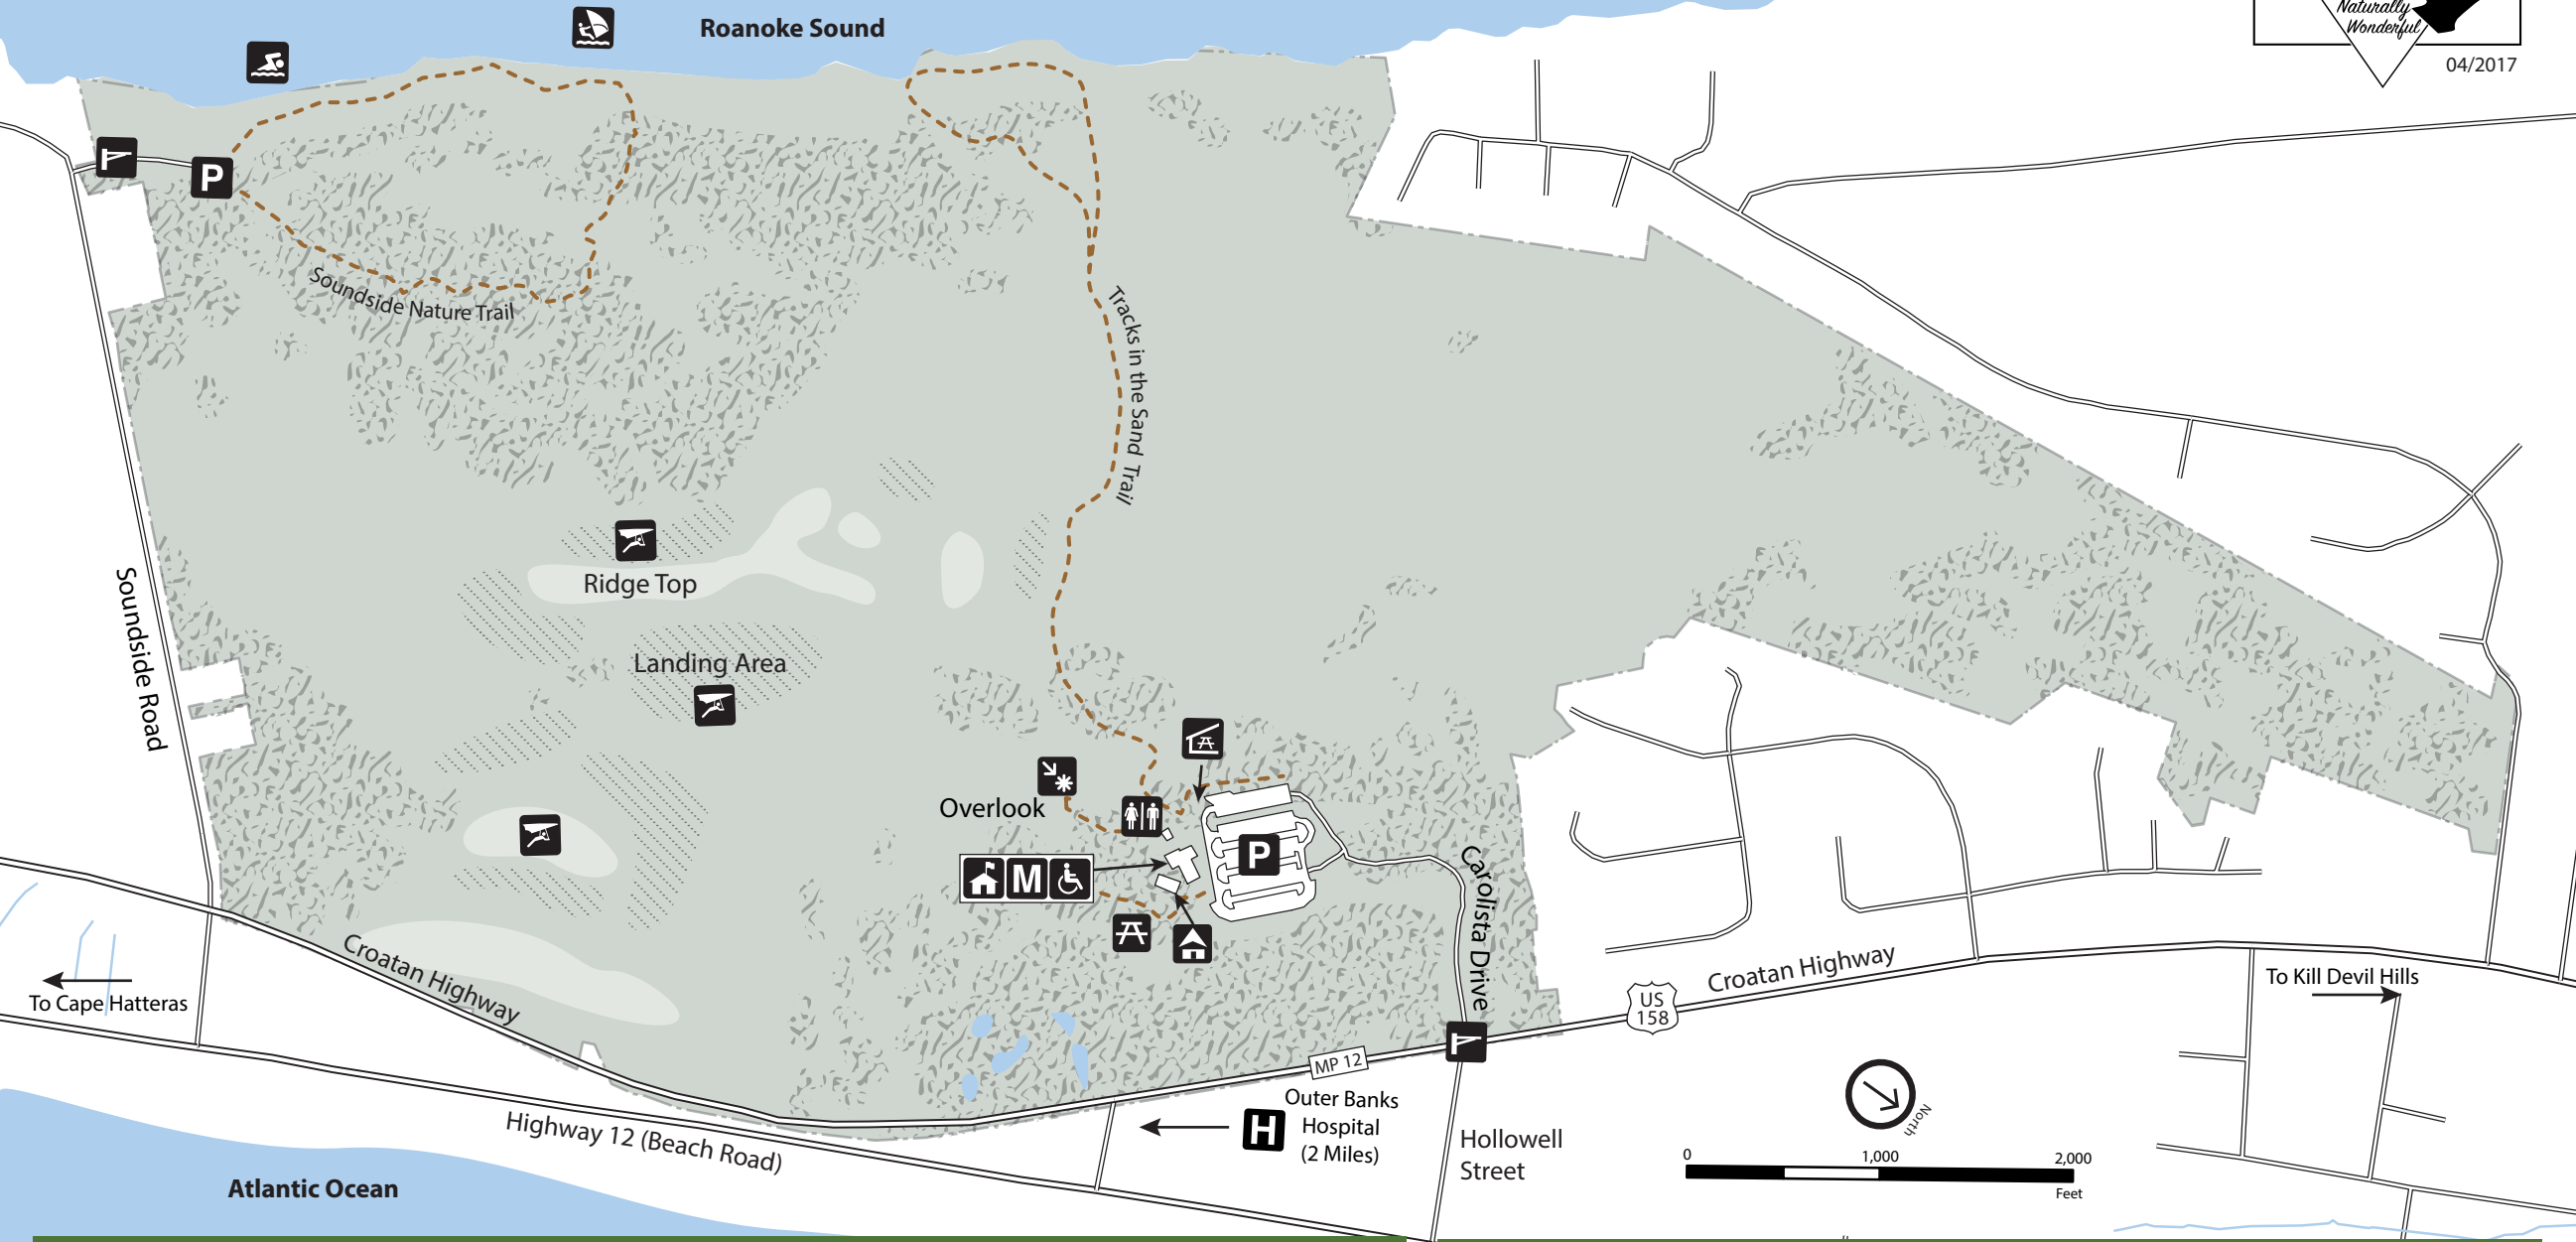 Roanoke Sound
Naturally
Wonderful
04/2017
P
Soundside Nature Trail
Tracks in the Sand Trail
Ridge Top
Soundside Road
Landing Area
Overlook
P
M
Carolista Drive
Croatan Highway
To Cape Hatteras
Croatan Highway
US
158
To Kill Devil Hills
MP 12
North
Highway 12 (Beach Road)
H
Outer Banks
Hospital
(2 Miles)
Hollowell
Street
0 1,000 2,000
Feet
Atlantic Ocean